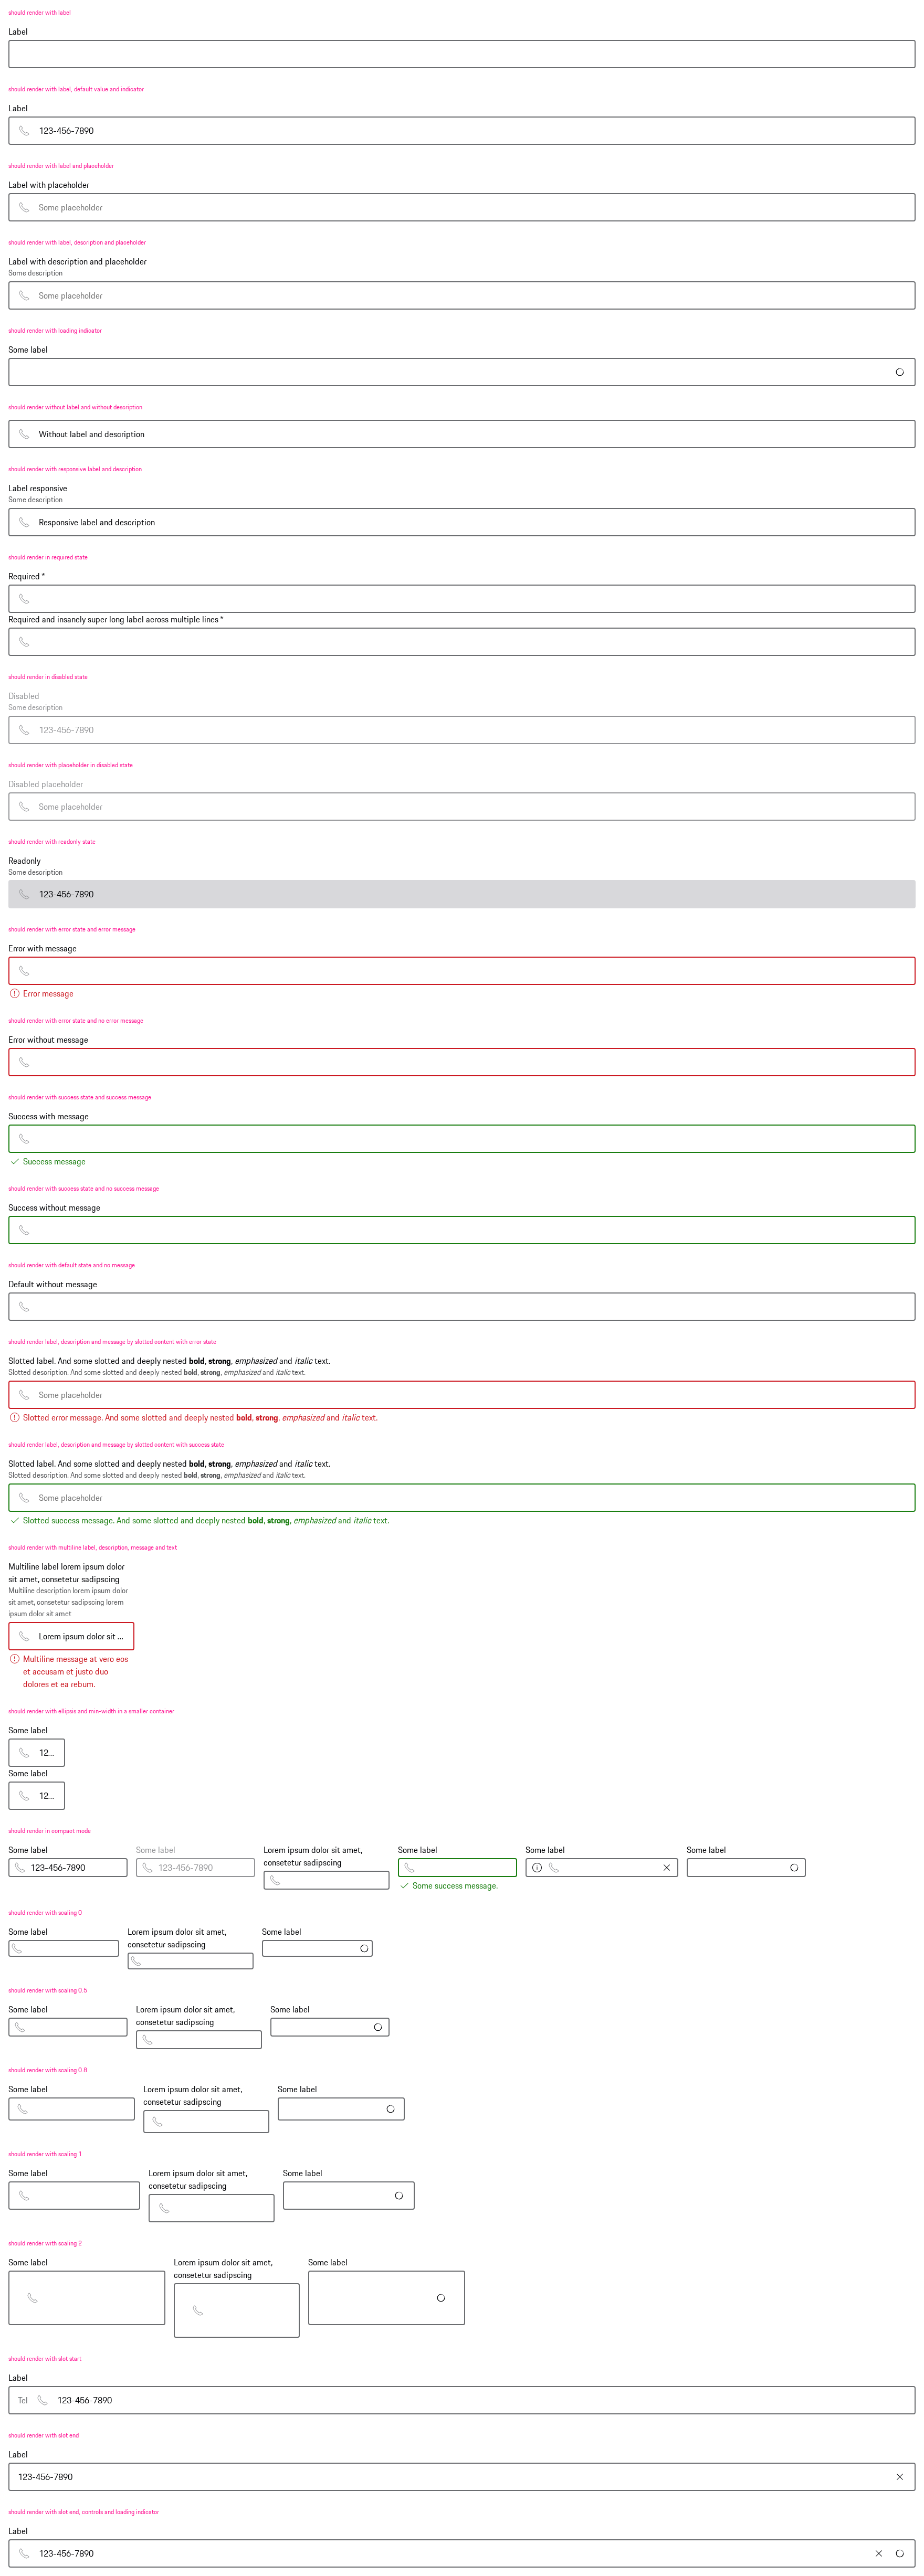 should render with label
Label
should render with label, default value and indicator
Label
123-456-7890
should render with label and placeholder
Label with placeholder
Some placeholder
should render with label, description and placeholder
Label with description and placeholder
Some description
Some placeholder
should render with loading indicator
Some label
should render without label and without description
Without label and description
should render with responsive label and description
Label responsive
Some description
Responsive label and description
should render in required state
Required *
Required and insanely super long label across multiple lines *
should render in disabled state
Disabled
Some description
123-456-7890
should render with placeholder in disabled state
Disabled placeholder
Some placeholder
should render with readonly state
Readonly
Some description
123-456-7890
should render with error state and error message
Error with message
Error message
should render with error state and no error message
Error without message
should render with success state and success message
Success with message
Success message
should render with success state and no success message
Success without message
should render with default state and no message
Default without message
should render label, description and message by slotted content with error state
Slotted label. And some slotted and deeply nested bold, strong, emphasized and italic text.
Slotted description. And some slotted and deeply nested bold, strong, emphasized and italic text.
Some placeholder
Slotted error message. And some slotted and deeply nested bold, strong, emphasized and italic text.
should render label, description and message by slotted content with success state
Slotted label. And some slotted and deeply nested bold, strong, emphasized and italic text.
Slotted description. And some slotted and deeply nested bold, strong, emphasized and italic text.
Some placeholder
Slotted success message. And some slotted and deeply nested bold, strong, emphasized and italic text.
should render with multiline label, description, message and text
Multiline label lorem ipsum dolor
sit amet, consetetur sadipscing
Multiline description lorem ipsum dolor
sit amet, consetetur sadipscing lorem
ipsum dolor sit amet
Lorem ipsum dolor sit ...
Multiline message at vero eos
et accusam et justo duo
dolores et ea rebum.
should render with ellipsis and min-width in a smaller container
Some label
12...
Some label
12...
should render in compact mode
Some label
123-456-7890
Some label
123-456-7890
Lorem ipsum dolor sit amet,
consetetur sadipscing
Some label
Some success message.
Some label
Some label
should render with scaling 0
Some label
Lorem ipsum dolor sit amet,
consetetur sadipscing
Some label
should render with scaling 0.5
Some label
Lorem ipsum dolor sit amet,
consetetur sadipscing
Some label
should render with scaling 0.8
Some label
Lorem ipsum dolor sit amet,
consetetur sadipscing
Some label
should render with scaling 1
Some label
Lorem ipsum dolor sit amet,
consetetur sadipscing
Some label
should render with scaling 2
Some label
Lorem ipsum dolor sit amet,
consetetur sadipscing
Some label
should render with slot start
Label
Tel 123-456-7890
should render with slot end
Label
123-456-7890
should render with slot end, controls and loading indicator
Label
123-456-7890